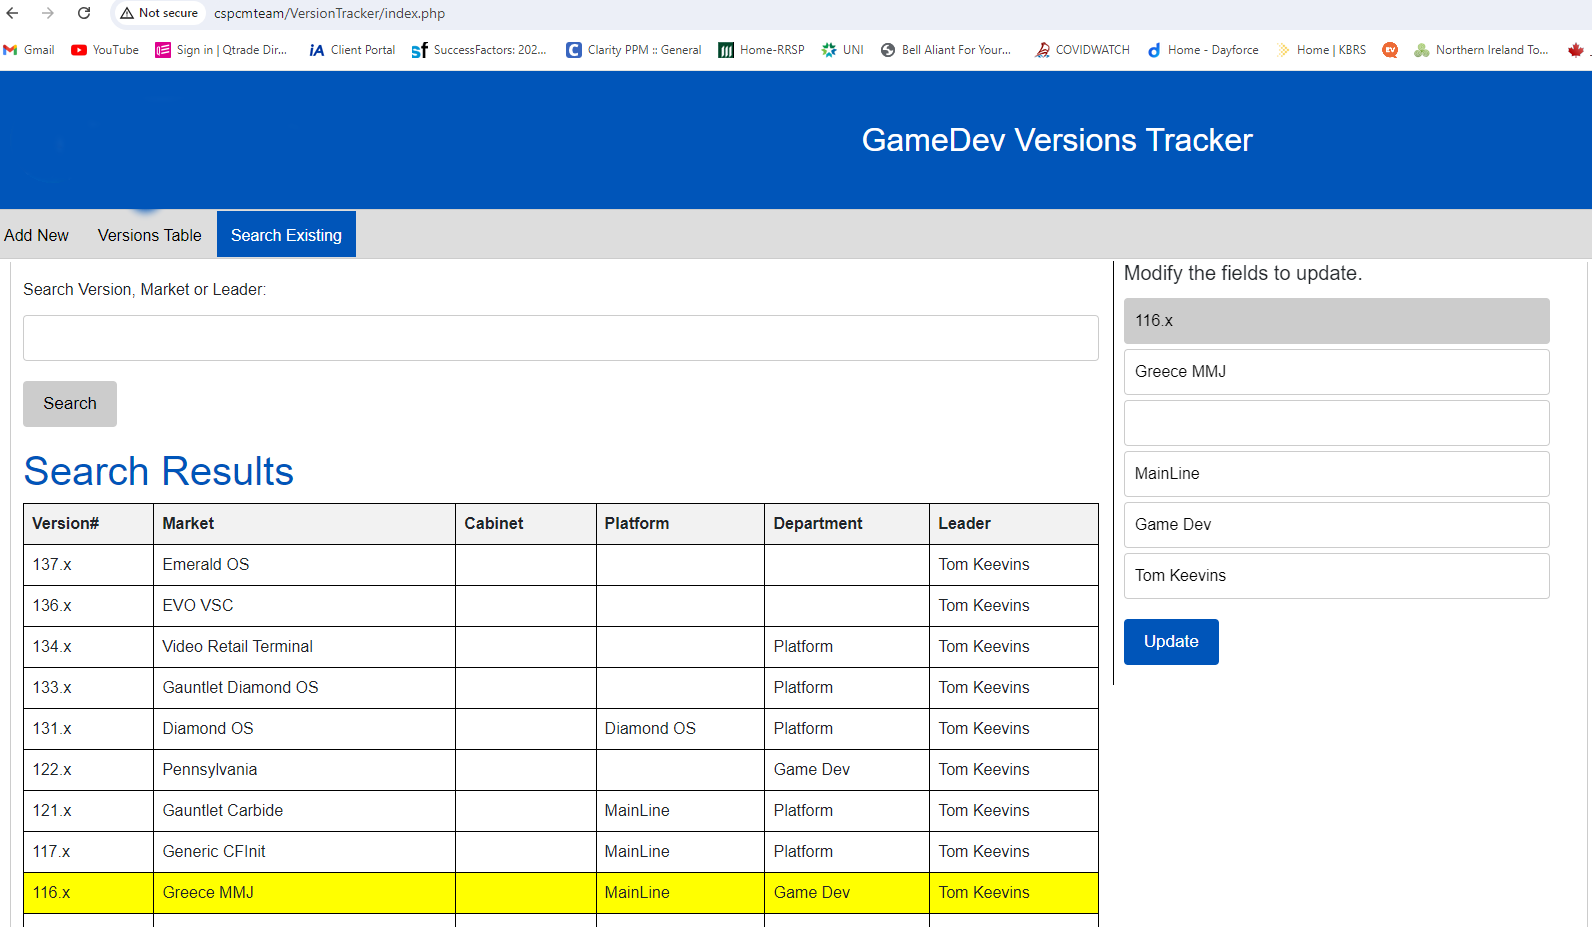 Not secure cspcmteam/VersionTracker/index.php
Gmail YouTube Sign in | Qtrade Dir... Client Portal SuccessFactors: 202... Clarity PPM :: General Home-RRSP UNI Bell Aliant For Your... COVIDWATCH Home - Dayforce Home | KBRS Northern Ireland To...
GameDev Versions Tracker
Add New Versions Table Search Existing
Search Version, Market or Leader:
Search
Search Results
Version# Market Cabinet Platform Department Leader
137.x Emerald OS Tom Keevins
136.x EVO VSC Tom Keevins
134.x Video Retail Terminal Platform Tom Keevins
133.x Gauntlet Diamond OS Platform Tom Keevins
131.x Diamond OS Diamond OS Platform Tom Keevins
122.x Pennsylvania Game Dev Tom Keevins
121.x Gauntlet Carbide MainLine Platform Tom Keevins
117.x Generic CFInit MainLine Platform Tom Keevins
116.x Greece MMJ MainLine Game Dev Tom Keevins
Modify the fields to update.
116.x
Greece MMJ
MainLine
Game Dev
Tom Keevins
Update